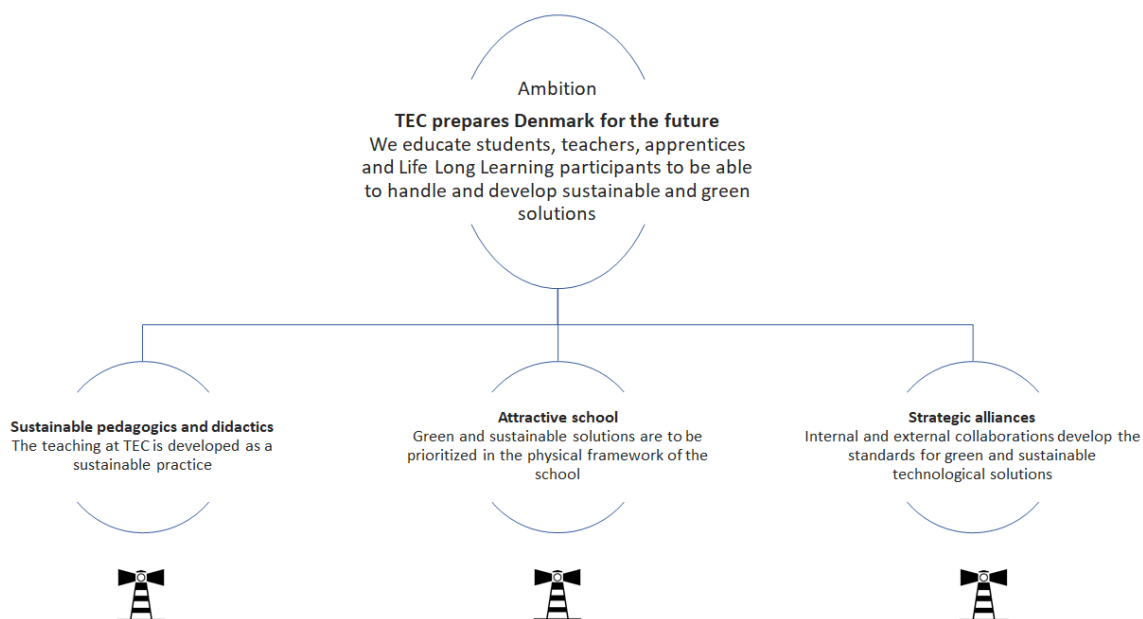 Ambition
TEC prepares Denmark for the future
We educate students, teachers, apprentices
and Life Long Learning participants to be able
to handle and develop sustainable and green
solutions
Sustainable pedagogics and didactics
The teaching at TEC is developed as a
sustainable practice
Attractive school
Green and sustainable solutions are to be
prioritized in the physical framework of the
school
Strategic alliances
Internal and external collaborations develop the
standards for green and sustainable
technological solutions